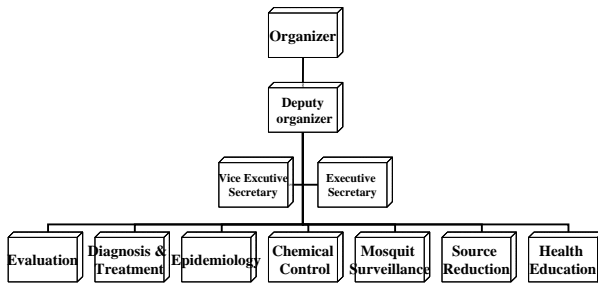 Organizer
Deputy
organizer
Vice Excutive
Secretary
Executive
Secretary
Evaluation
Diagnosis &
Treatment
Epidemiology
Chemical
Control
Mosquit
Surveillance
Source
Reduction
Health
Education